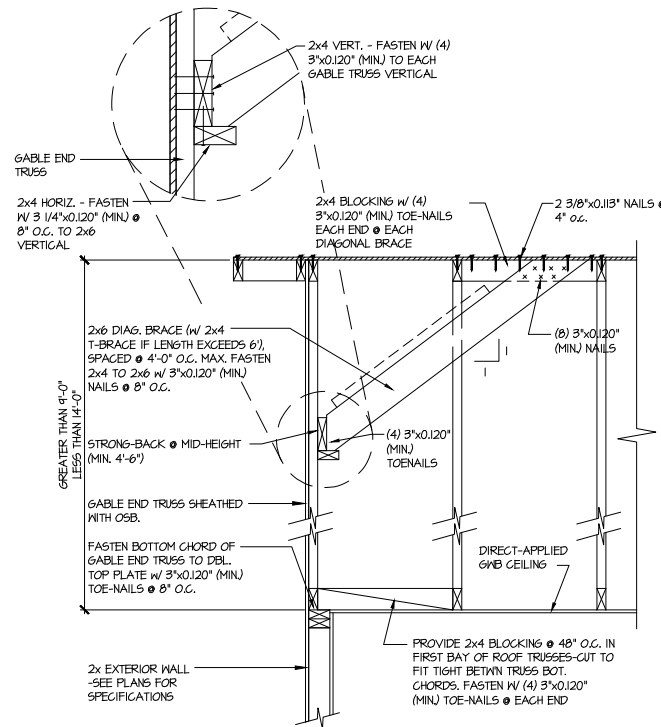 2x4 VERT. - FASTEN W/ (4)
3"x0.120" (MIN.) TO EACH
GABLE TRUSS VERTICAL
GABLE END
TRUSS
2x4 HORIZ. - FASTEN
W/ 3 1/4"x0.120" (MIN.) @
8" O.C. TO 2x6
VERTICAL
2x4 BLOCKING W/ (4)
3"x0.120" (MIN.) TOE-NAILS
EACH END @ EACH
DIAGONAL BRACE
2 3/8"x0.113" NAILS @
4" o.c.
2x6 DIAG. BRACE (W/ 2x4
T-BRACE IF LENGTH EXCEEDS 6'),
SPACED @ 4'-0" O.C. MAX. FASTEN
2x4 TO 2x6 W/ 3"x0.120" (MIN.)
NAILS @ 8" O.C.
(8) 3"x0.120"
(MIN.) NAILS
1
1
GREATER THAN 9'-0"
LESS THAN 14'-0"
STRONG-BACK @ MID-HEIGHT
(MIN. 4'-6")
(4) 3"x0.120"
(MIN.)
TOENAILS
GABLE END TRUSS SHEATHED
WITH OSB.
FASTEN BOTTOM CHORD OF
GABLE END TRUSS TO DBL.
TOP PLATE W/ 3"x0.120" (MIN.)
TOE-NAILS @ 8" O.C.
DIRECT-APPLIED
GWB CEILING
2x EXTERIOR WALL
-SEE PLANS FOR
SPECIFICATIONS
PROVIDE 2x4 BLOCKING @ 48" O.C. IN
FIRST BAY OF ROOF TRUSSES-CUT TO
FIT TIGHT BETW'N TRUSS BOT.
CHORDS. FASTEN W/ (4) 3"x0.120"
(MIN.) TOE-NAILS @ EACH END